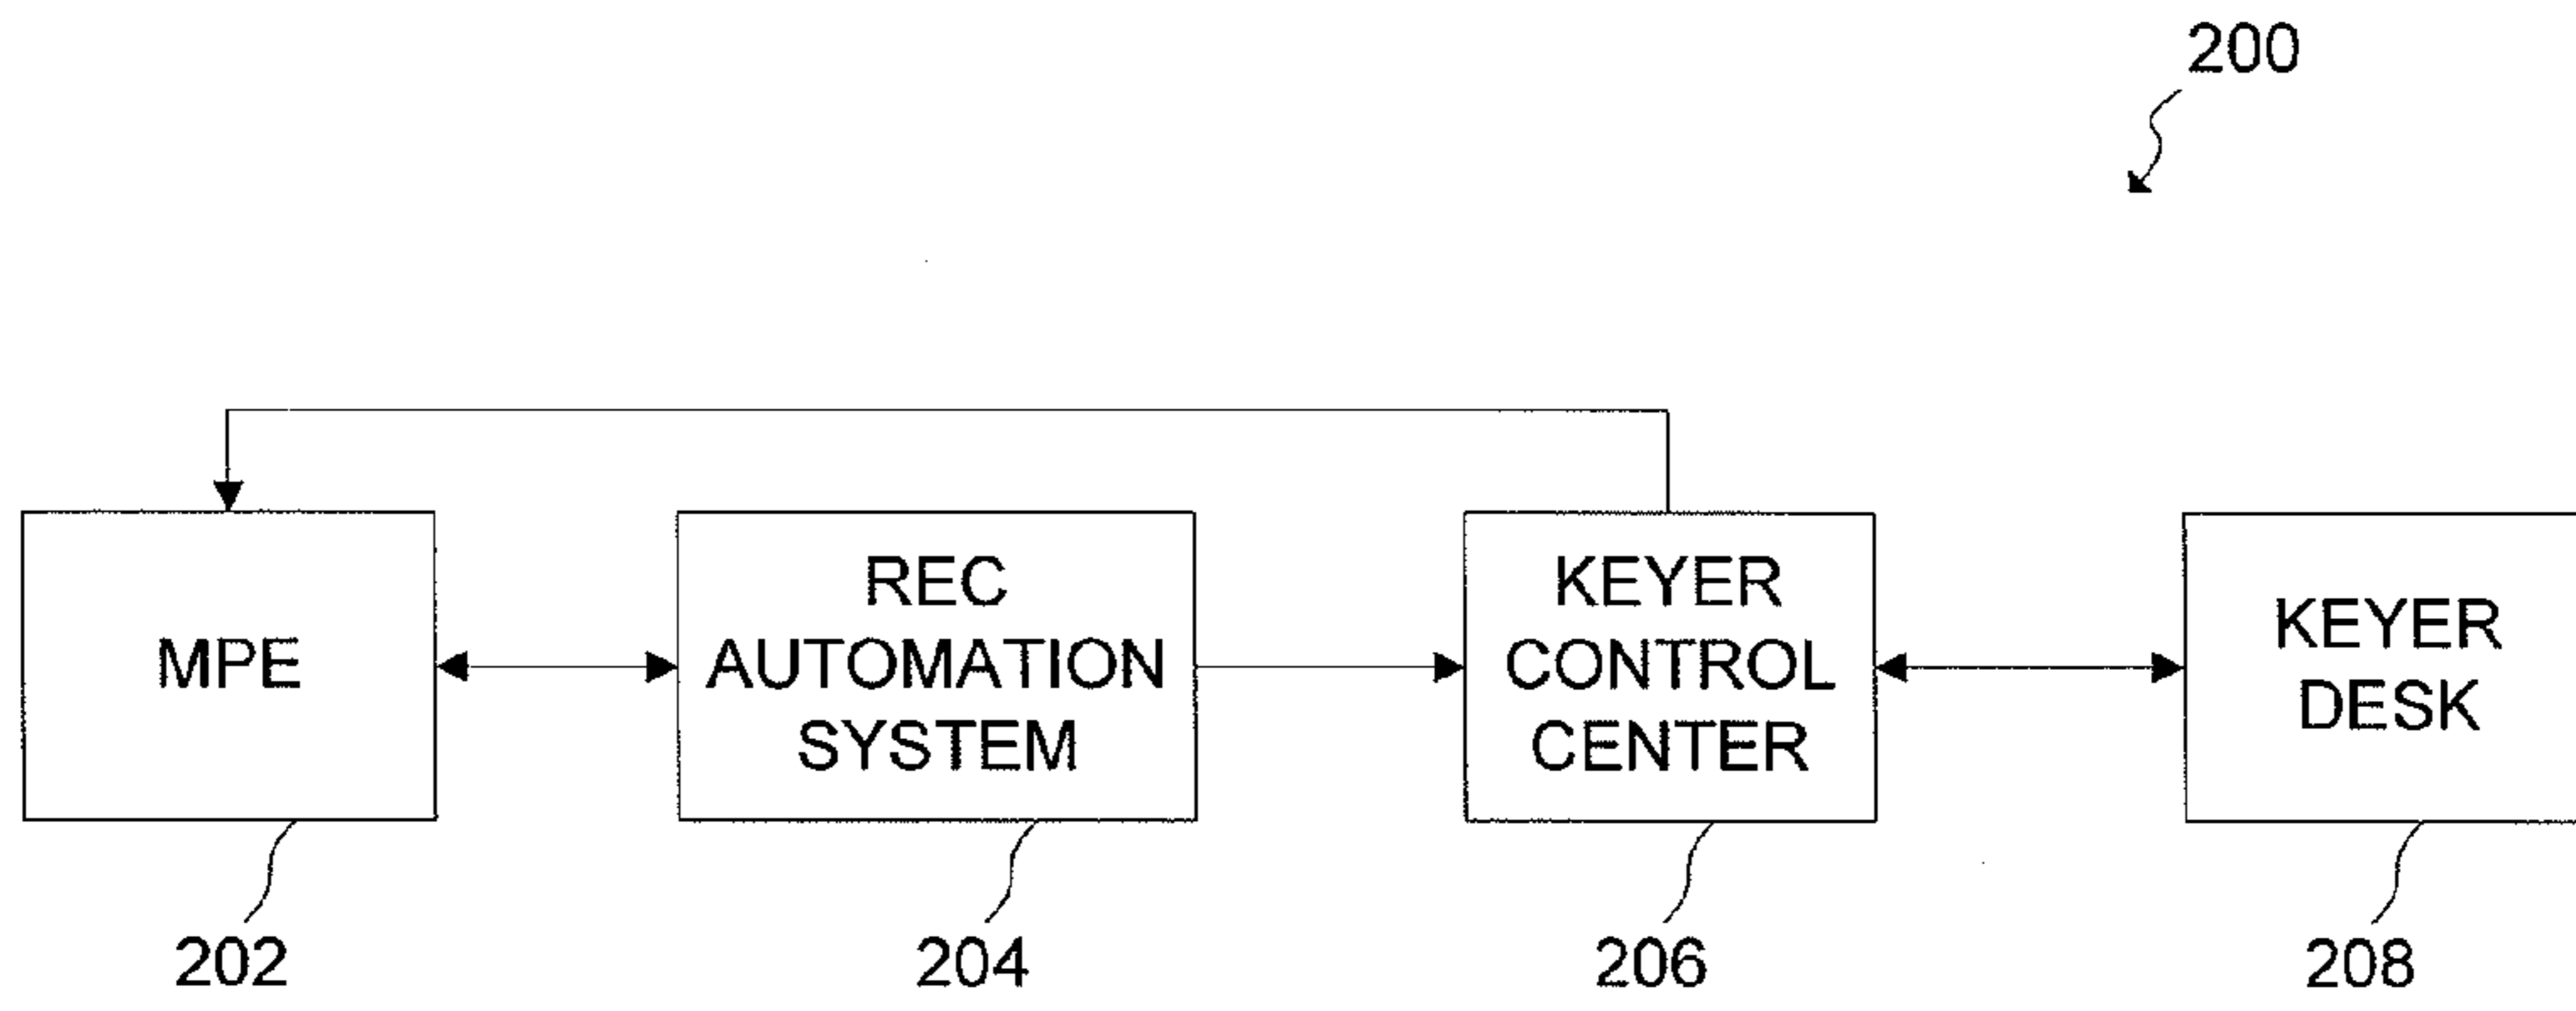 200
MPE
REC
AUTOMATION
SYSTEM
KEYER
CONTROL
CENTER
KEYER
DESK
202
204
206
208